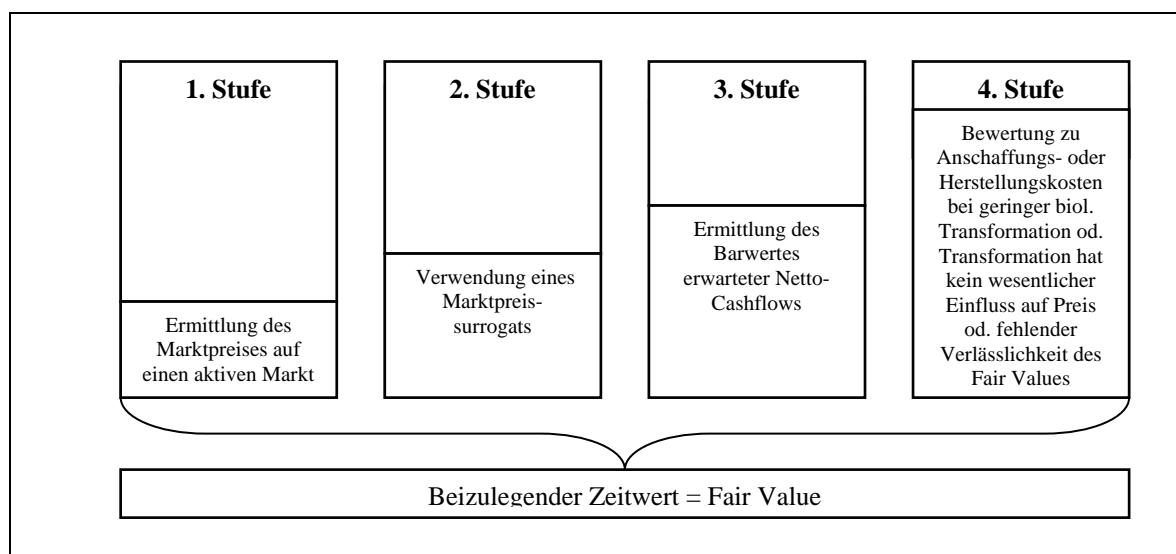 1. Stufe
Ermittlung des
Marktpreises auf
einen aktiven Markt
2. Stufe
Verwendung eines
Marktpreis-
surrogats
3. Stufe
Ermittlung des
Barwertes
erwarteter Netto-
Cashflows
4. Stufe
Bewertung zu
Anschaffungs- oder
Herstellungskosten
bei geringer biol.
Transformation od.
Transformation hat
kein wesentlicher
Einfluss auf Preis
od. fehlender
Verlässlichkeit des
Fair Values
Beizulegender Zeitwert = Fair Value